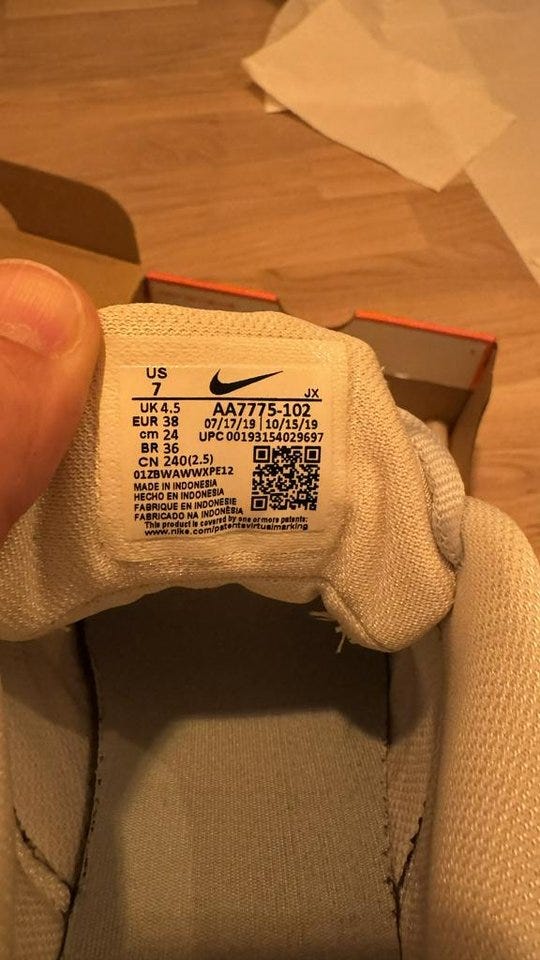 US
7
JX
UK 4.5
EUR 38
cm 24
BR 36
CN 240(2.5)
AA7775-102
07/17/19 | 10/15/19
UPC 00193154029697
01ZBWAWWXPE12
MADE IN INDONESIA
HECHO EN INDONESIA
FABRIQUE EN INDONESIE
FABRICADO NA INDONÉSIA
This product is covered by one or more patents:
www.nike.com/patentsvirtualmarking